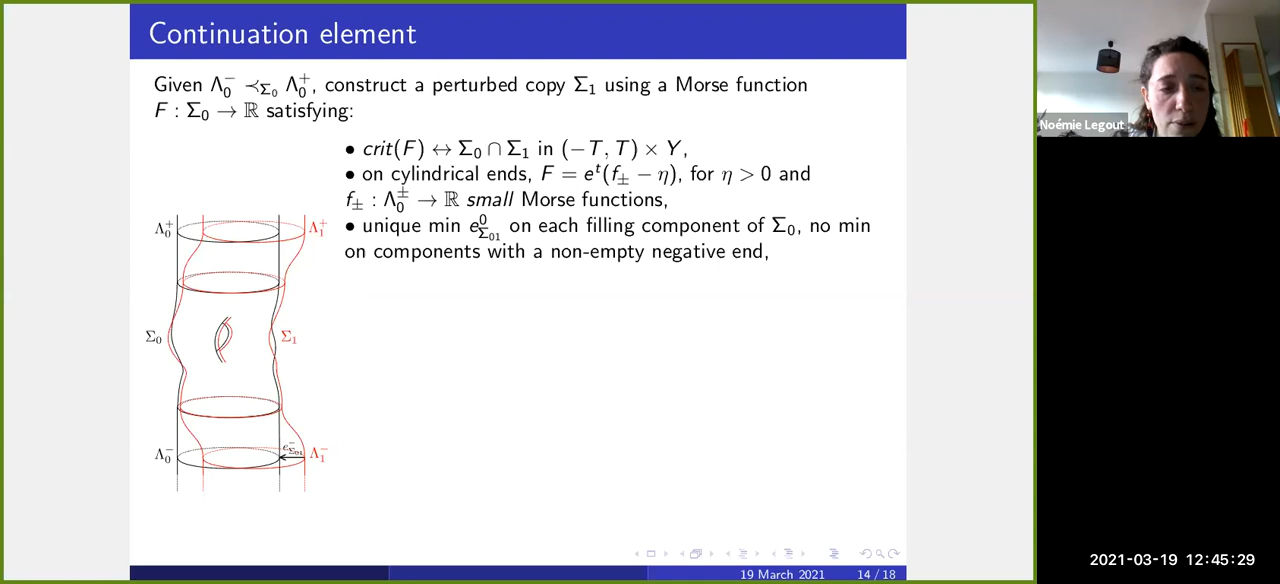 Continuation element
Given Λ₀⁻ ≺_Σ₀ Λ₀⁺, construct a perturbed copy Σ₁ using a Morse function
F : Σ₀ → ℝ satisfying:
• crit(F) ↔ Σ₀ ∩ Σ₁ in (−T, T) × Y,
• on cylindrical ends, F = eᵗ(f± − η), for η > 0 and
f± : Λ₀^± → ℝ small Morse functions,
• unique min e⁰_Σ₀₁ on each filling component of Σ₀, no min
on components with a non-empty negative end,
Λ₀⁺
Λ₁⁺
Σ₀
Σ₁
e⁻_Σ₀₁
Λ₀⁻
Λ₁⁻
19 March 2021
14 / 18
Noémie Legout
2021-03-19 12:45:29